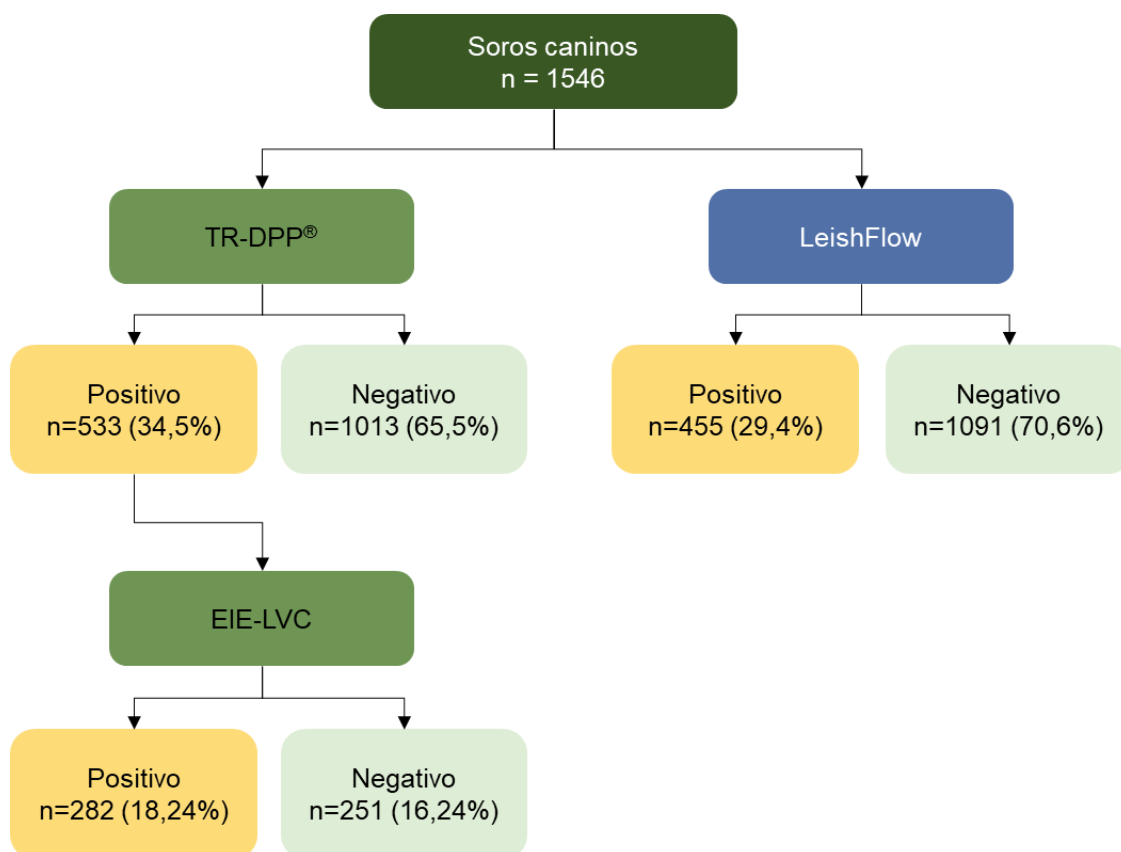 Soros caninos
n = 1546
TR-DPP®
LeishFlow
Positivo
n=533 (34,5%)
Negativo
n=1013 (65,5%)
Positivo
n=455 (29,4%)
Negativo
n=1091 (70,6%)
EIE-LVC
Positivo
n=282 (18,24%)
Negativo
n=251 (16,24%)